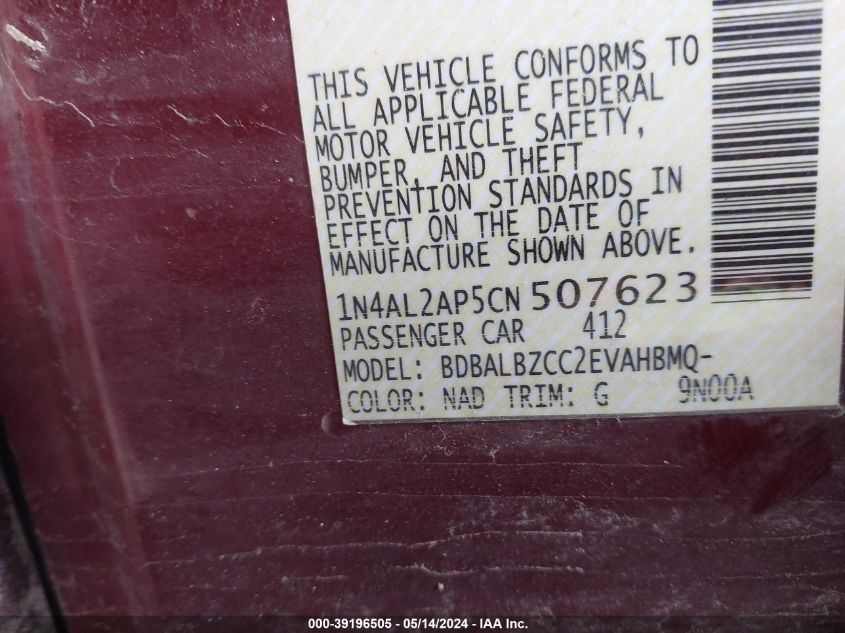 THIS VEHICLE CONFORMS TO
ALL APPLICABLE FEDERAL
MOTOR VEHICLE SAFETY,
BUMPER, AND THEFT
PREVENTION STANDARDS IN
EFFECT ON THE DATE OF
MANUFACTURE SHOWN ABOVE.
1N4AL2AP5CN 507623
PASSENGER CAR 412
MODEL: BDBALBZCC2EVAHBMQ-
COLOR: NAD TRIM: G 9N00A
000-39196505 - 05/14/2024 - IAA Inc.